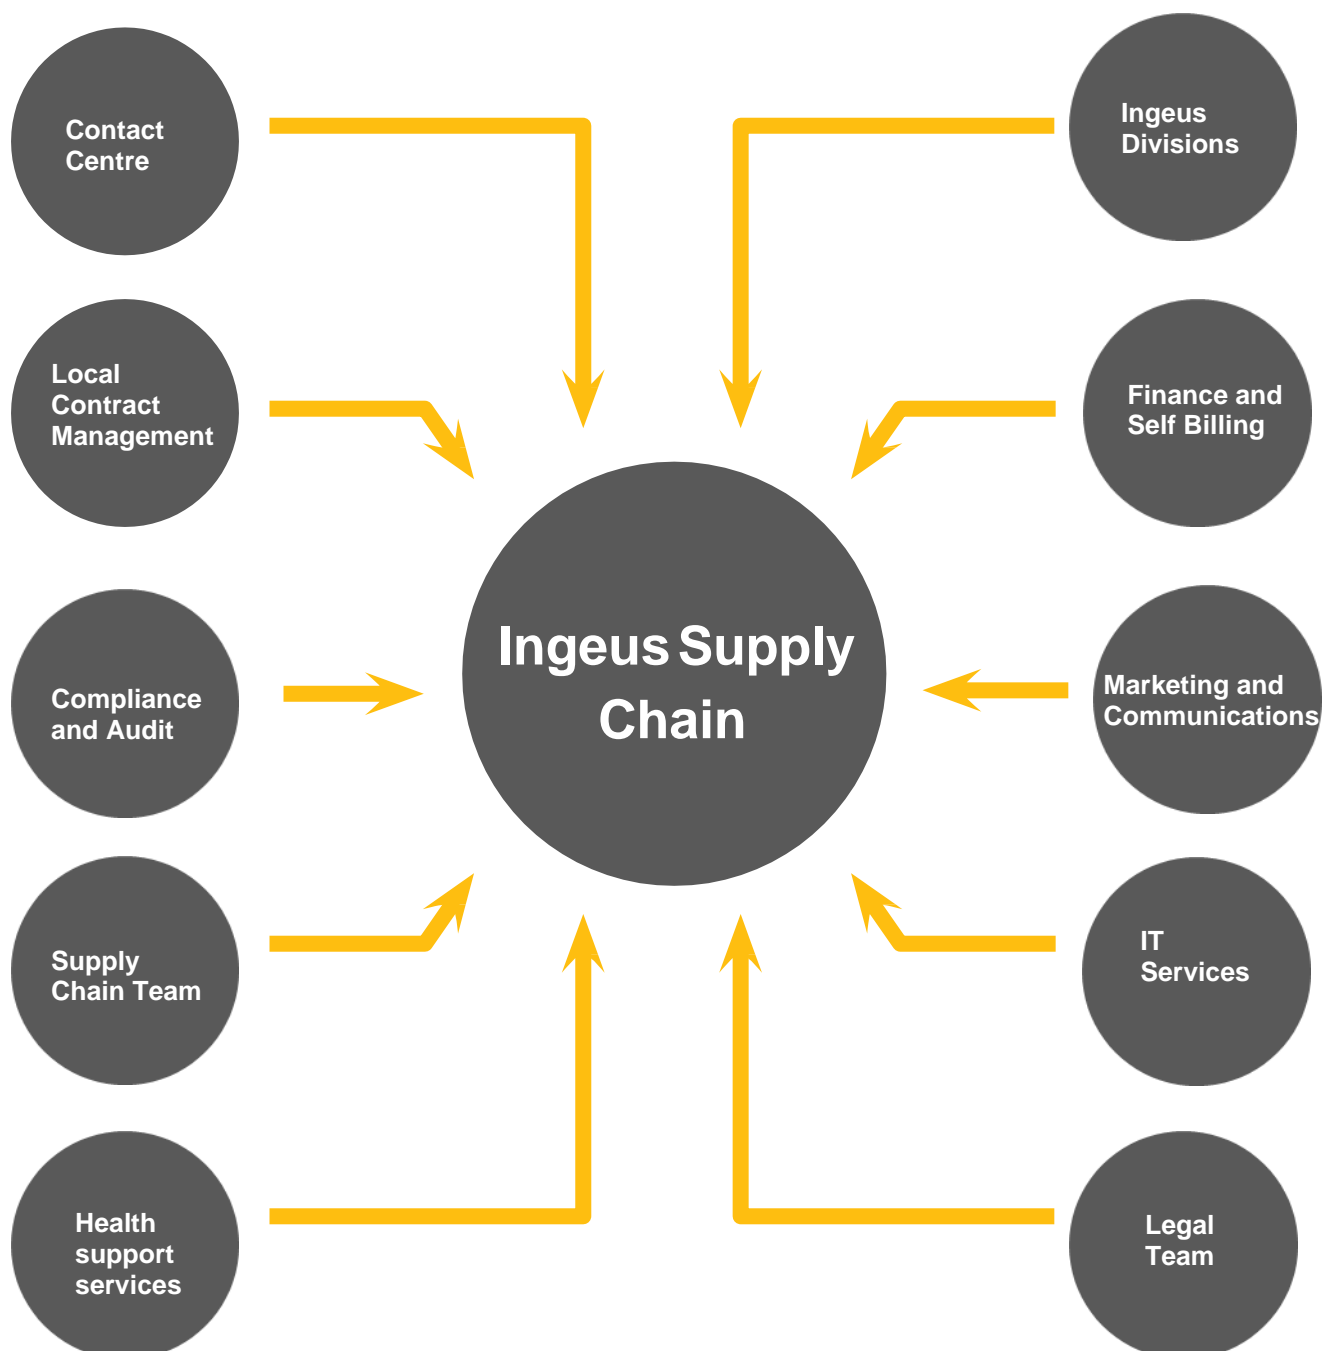 Contact
Centre
Ingeus
Divisions
Local
Contract
Management
Finance and
Self Billing
Ingeus Supply
Chain
Compliance
and Audit
Marketing and
Communications
Supply
Chain Team
IT
Services
Health
support
services
Legal
Team